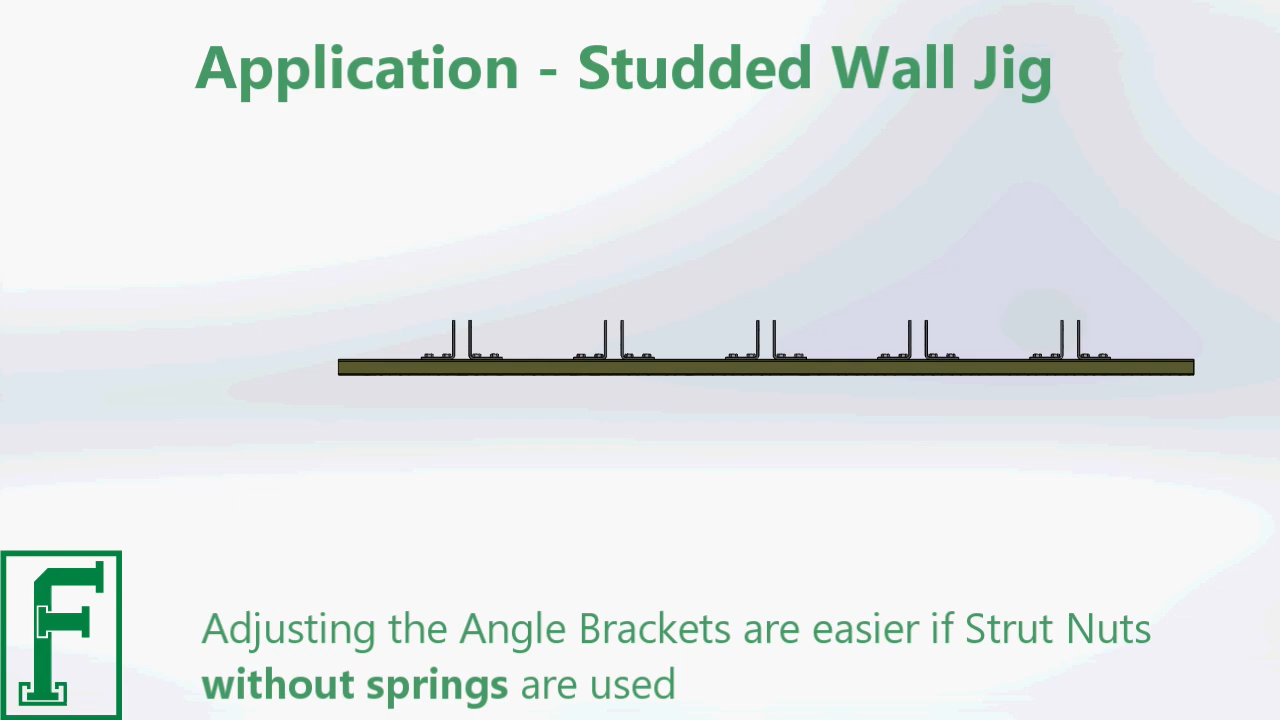 Application - Studded Wall Jig
Adjusting the Angle Brackets are easier if Strut Nuts
without springs are used
F